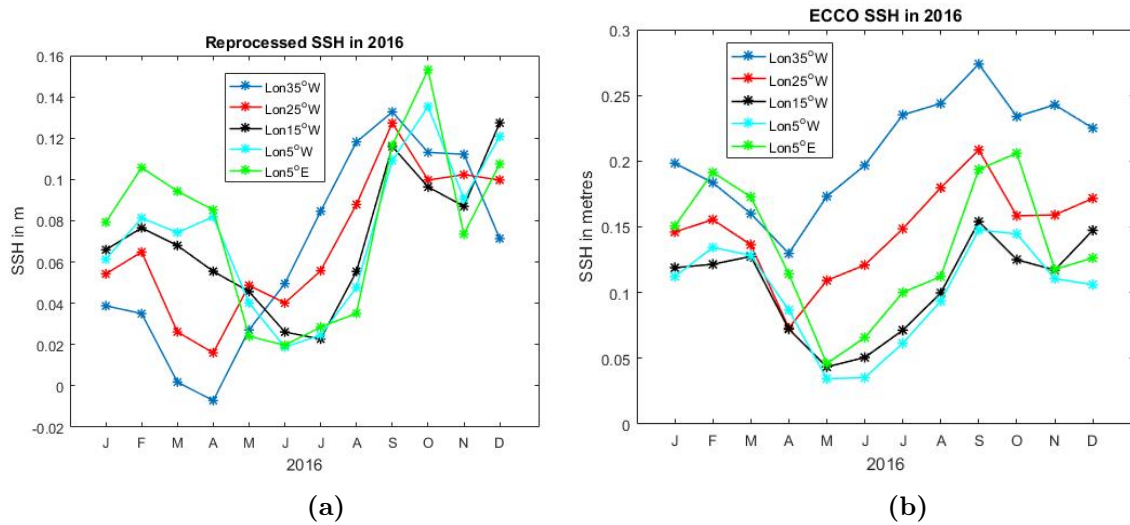 Reprocessed SSH in 2016
SSH in m
0.16
0.14
0.12
0.1
0.08
0.06
0.04
0.02
0
-0.02
Lon35°W
Lon25°W
Lon15°W
Lon5°W
Lon5°E
J F M A M J J A S O N D
2016
(a)
ECCO SSH in 2016
SSH in metres
0.3
0.25
0.2
0.15
0.1
0.05
0
Lon35°W
Lon25°W
Lon15°W
Lon5°W
Lon5°E
J F M A M J J A S O N D
2016
(b)